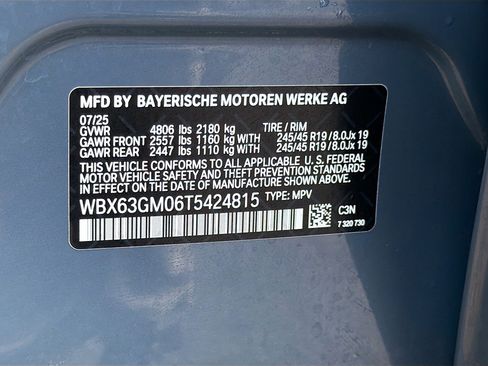 MFD BY BAYERISCHE MOTOREN WERKE AG
07/25
GVWR 4806 lbs 2180 kg TIRE / RIM
GAWR FRONT 2557 lbs 1160 kg 245/45 R19 / 8.0Jx 19
GAWR REAR 2447 lbs 1110 kg 245/45 R19 / 8.0Jx 19
THIS VEHICLE CONFORMS TO ALL APPLICABLE U. S. FEDERAL
MOTOR VEHICLE SAFETY AND THEFT PREVENTION STANDARDS
IN EFFECT ON THE DATE OF MANUFACTURE SHOWN ABOVE.
WBX63GM06T5424815 TYPE: MPV
C3N
7 320 730